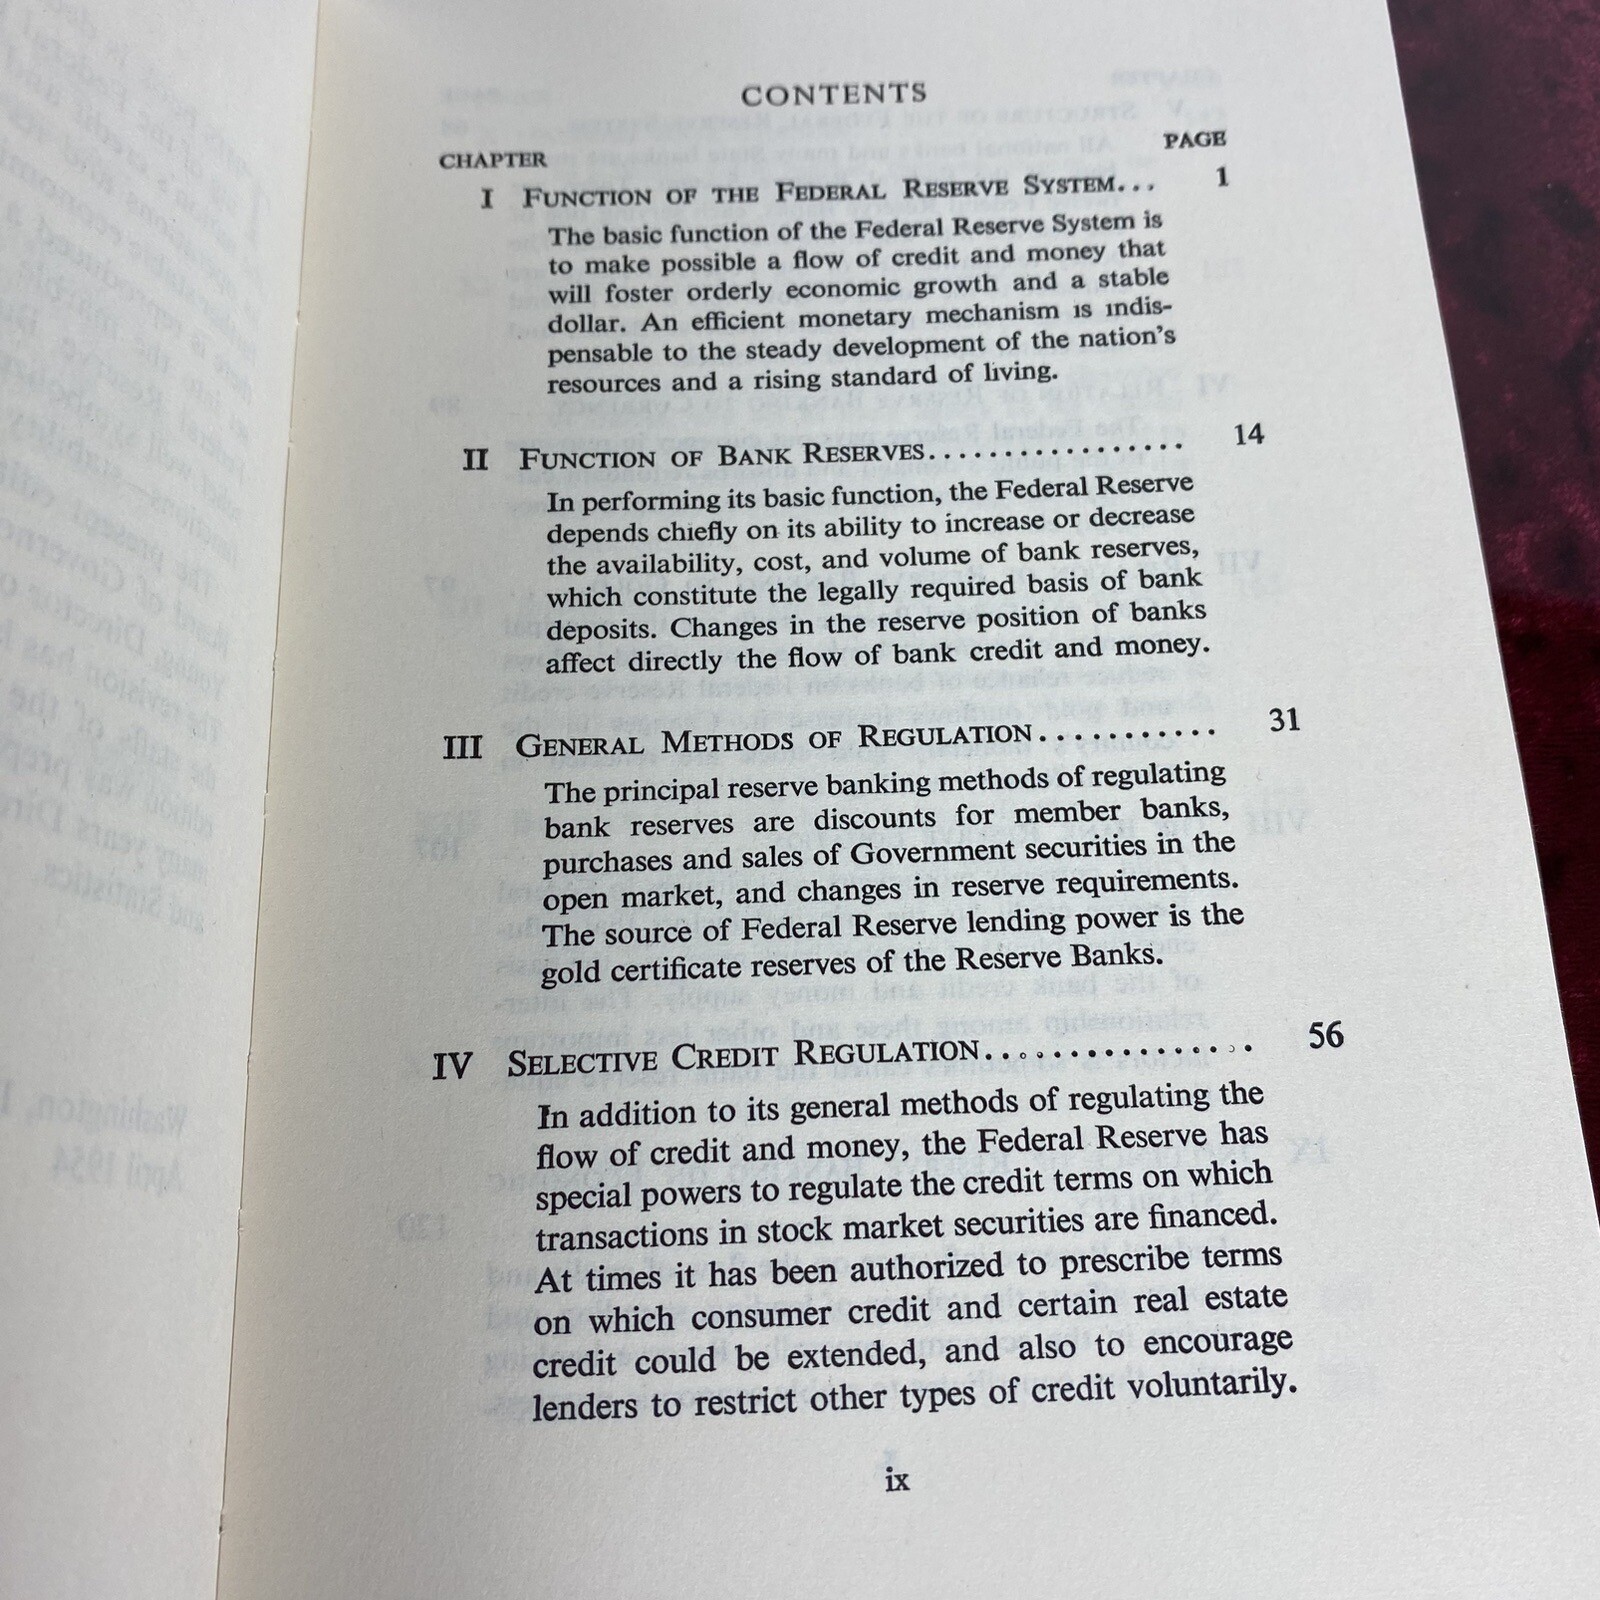 CONTENTS
CHAPTER PAGE
I FUNCTION OF THE FEDERAL RESERVE SYSTEM... 1
The basic function of the Federal Reserve System is
to make possible a flow of credit and money that
will foster orderly economic growth and a stable
dollar. An efficient monetary mechanism is indis-
pensable to the steady development of the nation's
resources and a rising standard of living.
II FUNCTION OF BANK RESERVES................. 14
In performing its basic function, the Federal Reserve
depends chiefly on its ability to increase or decrease
the availability, cost, and volume of bank reserves,
which constitute the legally required basis of bank
deposits. Changes in the reserve position of banks
affect directly the flow of bank credit and money.
III GENERAL METHODS OF REGULATION........... 31
The principal reserve banking methods of regulating
bank reserves are discounts for member banks,
purchases and sales of Government securities in the
open market, and changes in reserve requirements.
The source of Federal Reserve lending power is the
gold certificate reserves of the Reserve Banks.
IV SELECTIVE CREDIT REGULATION................ 56
In addition to its general methods of regulating the
flow of credit and money, the Federal Reserve has
special powers to regulate the credit terms on which
transactions in stock market securities are financed.
At times it has been authorized to prescribe terms
on which consumer credit and certain real estate
credit could be extended, and also to encourage
lenders to restrict other types of credit voluntarily.
ix